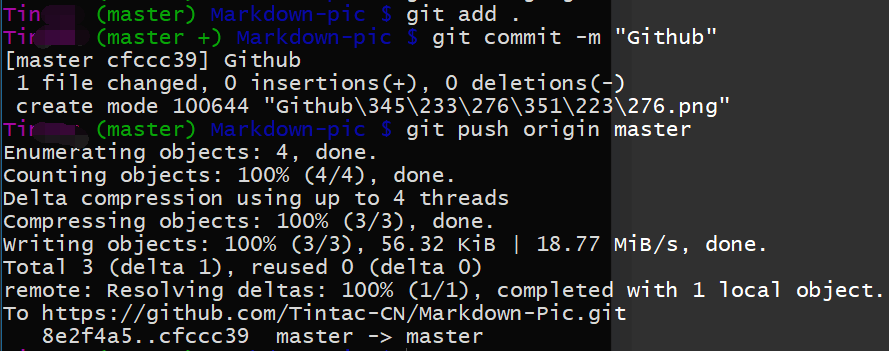 Tin (master) Markdown-pic $ git add .
Tin (master +) Markdown-pic $ git commit -m "Github"
[master cfccc39] Github
 1 file changed, 0 insertions(+), 0 deletions(-)
 create mode 100644 "Github\345\233\276\351\223\276.png"
Tin (master) Markdown-pic $ git push origin master
Enumerating objects: 4, done.
Counting objects: 100% (4/4), done.
Delta compression using up to 4 threads
Compressing objects: 100% (3/3), done.
Writing objects: 100% (3/3), 56.32 KiB | 18.77 MiB/s, done.
Total 3 (delta 1), reused 0 (delta 0)
remote: Resolving deltas: 100% (1/1), completed with 1 local object.
To https://github.com/Tintac-CN/Markdown-Pic.git
   8e2f4a5..cfccc39  master -> master